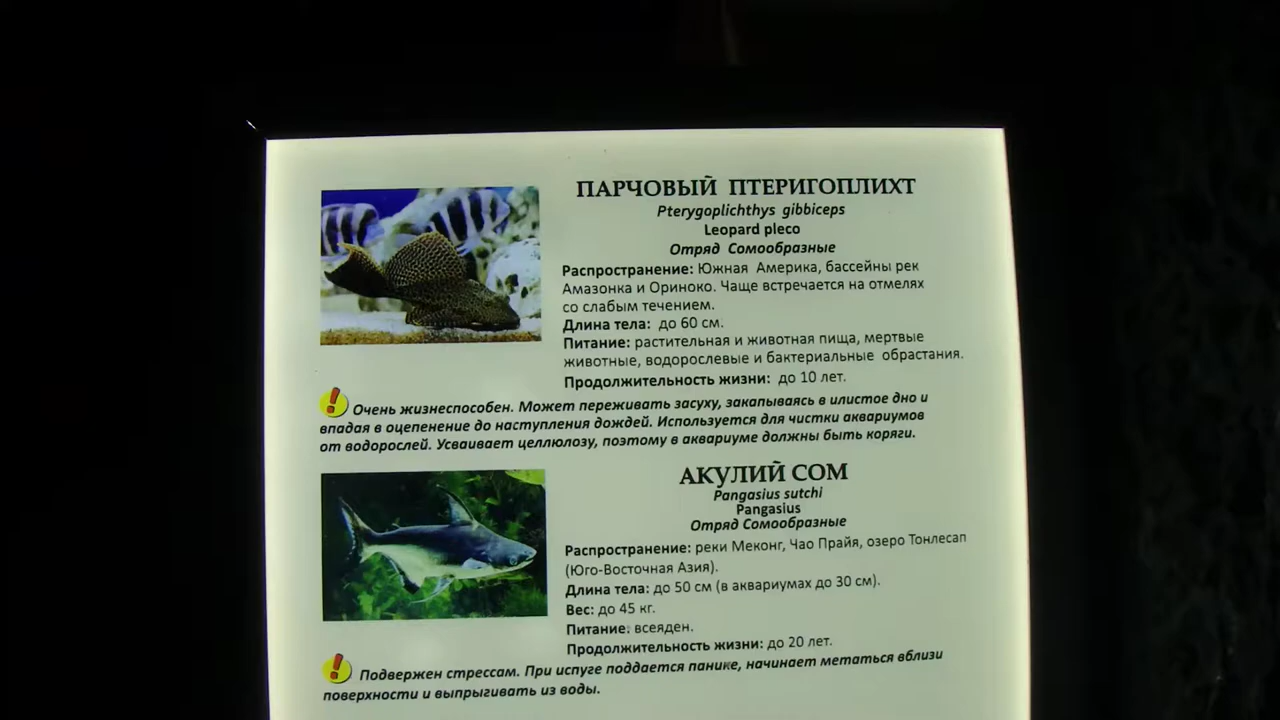 ПАРЧОВЫЙ ПТЕРИГОПЛИХТ
Pterygoplichthys gibbiceps
Leopard pleco
Отряд Сомообразные
Распространение: Южная Америка, бассейны рек
Амазонка и Ориноко. Чаще встречается на отмелях
со слабым течением.
Длина тела: до 60 см.
Питание: растительная и животная пища, мертвые
животные, водорослевые и бактериальные обрастания.
Продолжительность жизни: до 10 лет.
Очень жизнеспособен. Может переживать засуху, закапываясь в илистое дно и
впадая в оцепенение до наступления дождей. Используется для чистки аквариумов
от водорослей. Усваивает целлюлозу, поэтому в аквариуме должны быть коряги.
АКУЛИЙ СОМ
Pangasius sutchi
Pangasius
Отряд Сомообразные
Распространение: реки Меконг, Чао Прайя, озеро Тонлесап
(Юго-Восточная Азия).
Длина тела: до 50 см (в аквариумах до 30 см).
Вес: до 45 кг.
Питание: всеяден.
Продолжительность жизни: до 20 лет.
Подвержен стрессам. При испуге поддается панике, начинает метаться вблизи
поверхности и выпрыгивать из воды.